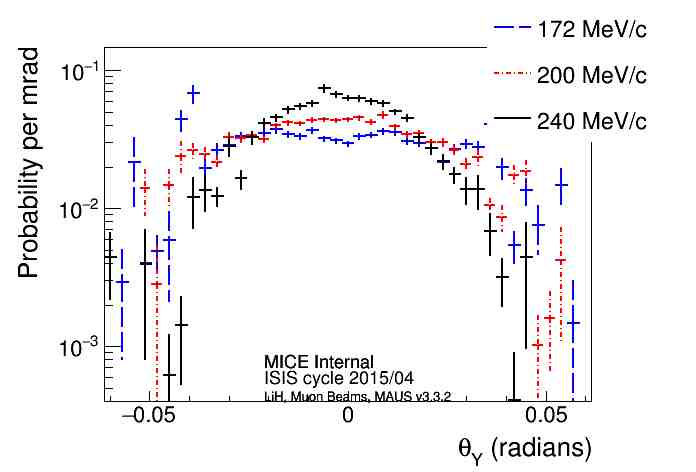 172 MeV/c
200 MeV/c
240 MeV/c
Probability per mrad
10⁻¹
10⁻²
10⁻³
MICE Internal
ISIS cycle 2015/04
LiH, Muon Beams, MAUS v3.3.2
−0.05 0 0.05
θY (radians)